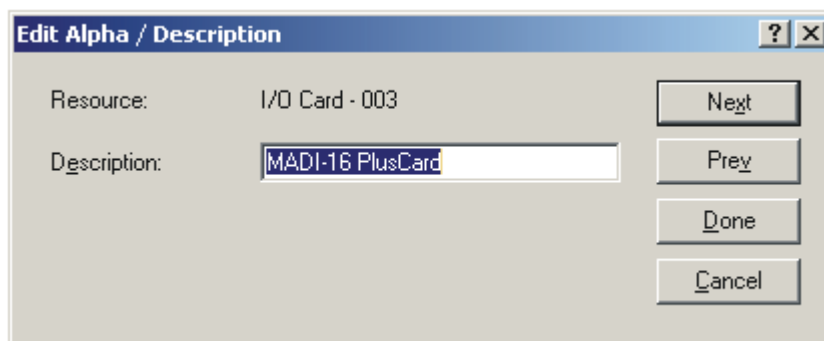 Edit Alpha / Description
Resource: I/O Card - 003
Description: MADI-16 PlusCard
Next
Prev
Done
Cancel